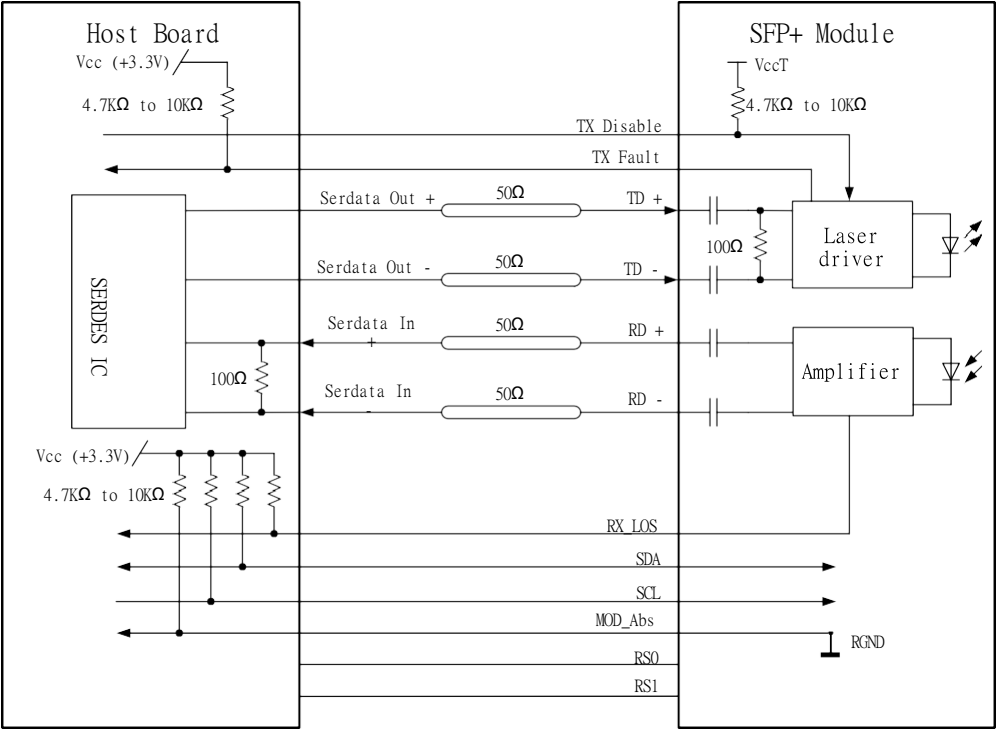 Host Board
SFP+ Module
Vcc (+3.3V)
VccT
4.7KΩ to 10KΩ
4.7KΩ to 10KΩ
TX Disable
TX Fault
Serdata Out +
50Ω
TD +
100Ω
Laser
driver
Serdata Out -
50Ω
TD -
SERDES IC
Serdata In
+
50Ω
RD +
100Ω
Amplifier
Serdata In
-
50Ω
RD -
Vcc (+3.3V)
4.7KΩ to 10KΩ
RX_LOS
SDA
SCL
MOD_Abs
RGND
RS0
RS1